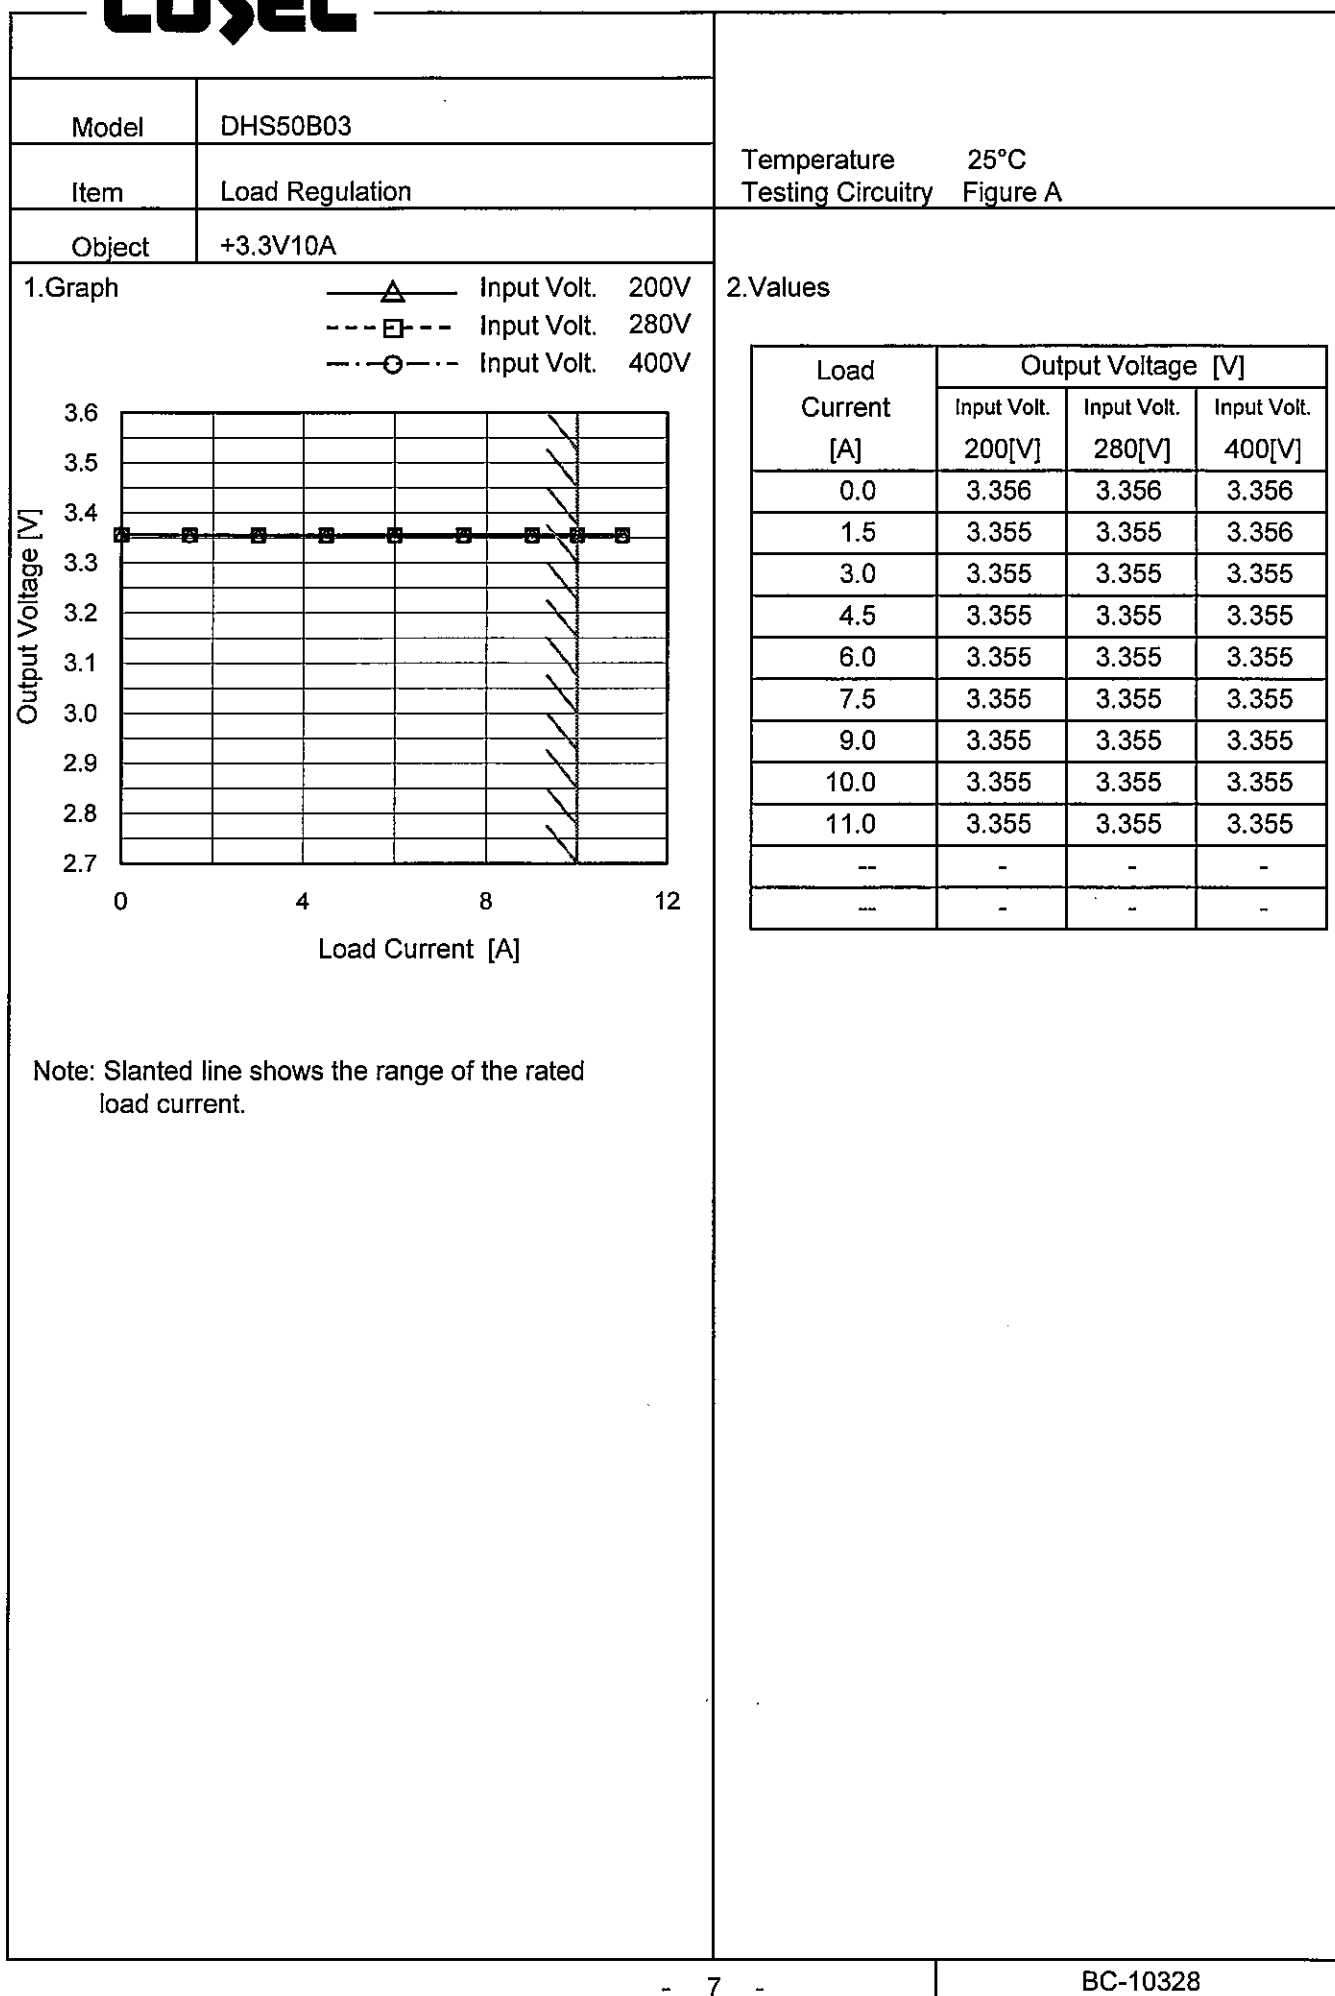 COSEL
Model DHS50B03
Item Load Regulation
Object +3.3V10A
Temperature 25°C
Testing Circuitry Figure A
1.Graph
Input Volt. 200V
Input Volt. 280V
Input Volt. 400V
Output Voltage [V]
3.6
3.5
3.4
3.3
3.2
3.1
3.0
2.9
2.8
2.7
0 4 8 12
Load Current [A]
Note: Slanted line shows the range of the rated
load current.
2.Values
Load Current [A] Output Voltage [V]
Input Volt. 200[V] Input Volt. 280[V] Input Volt. 400[V]
0.0 3.356 3.356 3.356
1.5 3.355 3.355 3.356
3.0 3.355 3.355 3.355
4.5 3.355 3.355 3.355
6.0 3.355 3.355 3.355
7.5 3.355 3.355 3.355
9.0 3.355 3.355 3.355
10.0 3.355 3.355 3.355
11.0 3.355 3.355 3.355
-- - - -
-- - - -
- 7 -
BC-10328